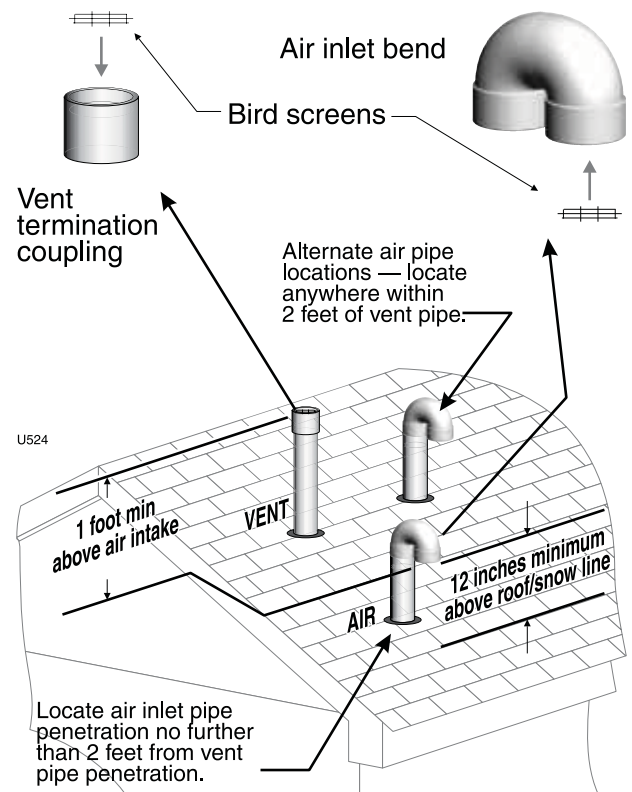 Air inlet bend
Bird screens
Vent
termination
coupling
Alternate air pipe
locations — locate
anywhere within
2 feet of vent pipe.
U524
1 foot min
above air intake
VENT
12 inches minimum
above roof/snow line
AIR
Locate air inlet pipe
penetration no further
than 2 feet from vent
pipe penetration.